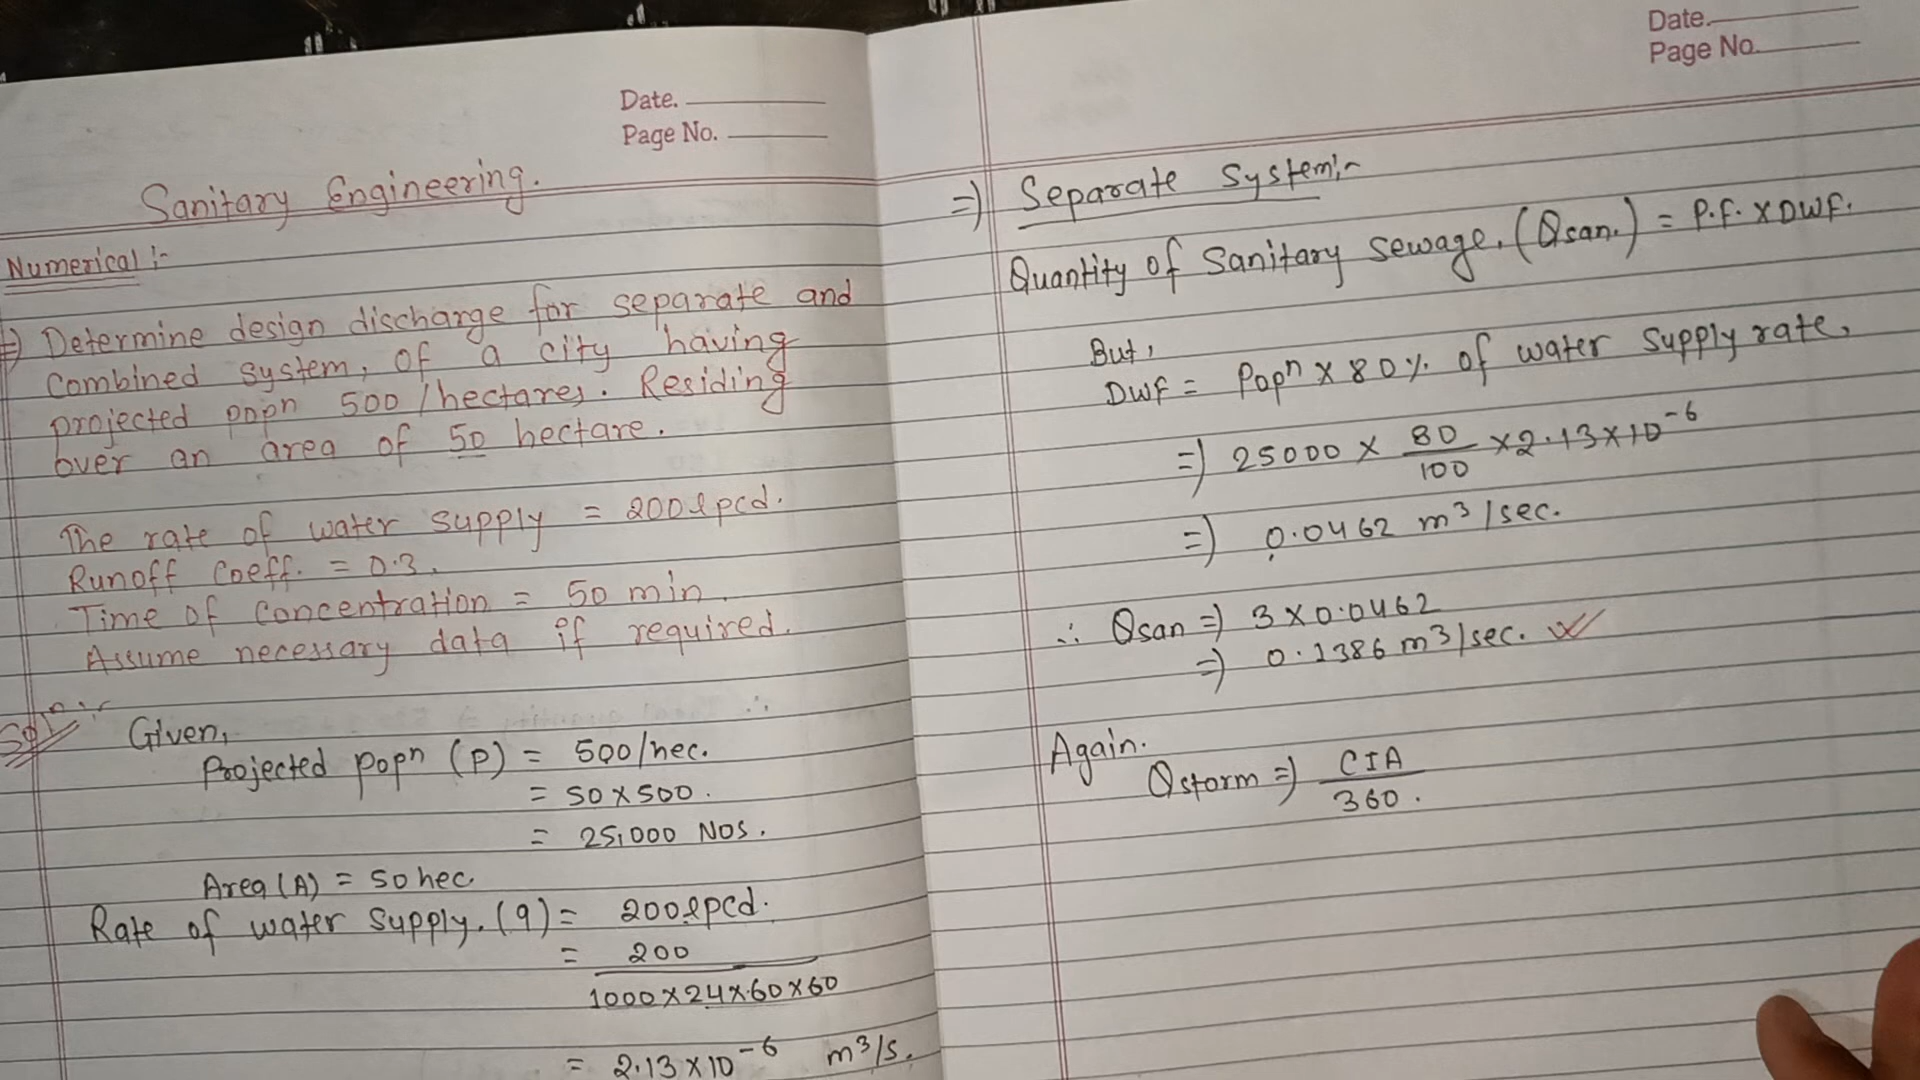 Date.
Page No.
Sanitary Engineering.
Numerical :-
=) Determine design discharge for separate and
Combined system, of a city having
projected popn 500/hectares. Residing
over an area of 50 hectare.
The rate of water supply = 200 lpcd.
Runoff Coeff. = 0.3.
Time of Concentration = 50 min.
Assume necessary data if required.
Soln :-
Given,
Projected popn (P) = 500/hec.
= 50 x 500.
= 25,000 Nos.
Area (A) = 50 hec.
Rate of water supply. (q) = 200 lpcd.
= 200
1000 x 24 x 60 x 60
= 2.13 x 10⁻⁶ m³/s.
Date.
Page No.
=) Separate System:-
Quantity of Sanitary Sewage. (Qsan.) = P.F. x DWF.
But,
DWF = Popⁿ x 80% of water supply rate.
=) 25000 x 80/100 x 2.13 x 10⁻⁶
=) 0.0462 m³/sec.
∴ Qsan =) 3 x 0.0462
=) 0.1386 m³/sec.
Again.
Qstorm =) CIA
360.